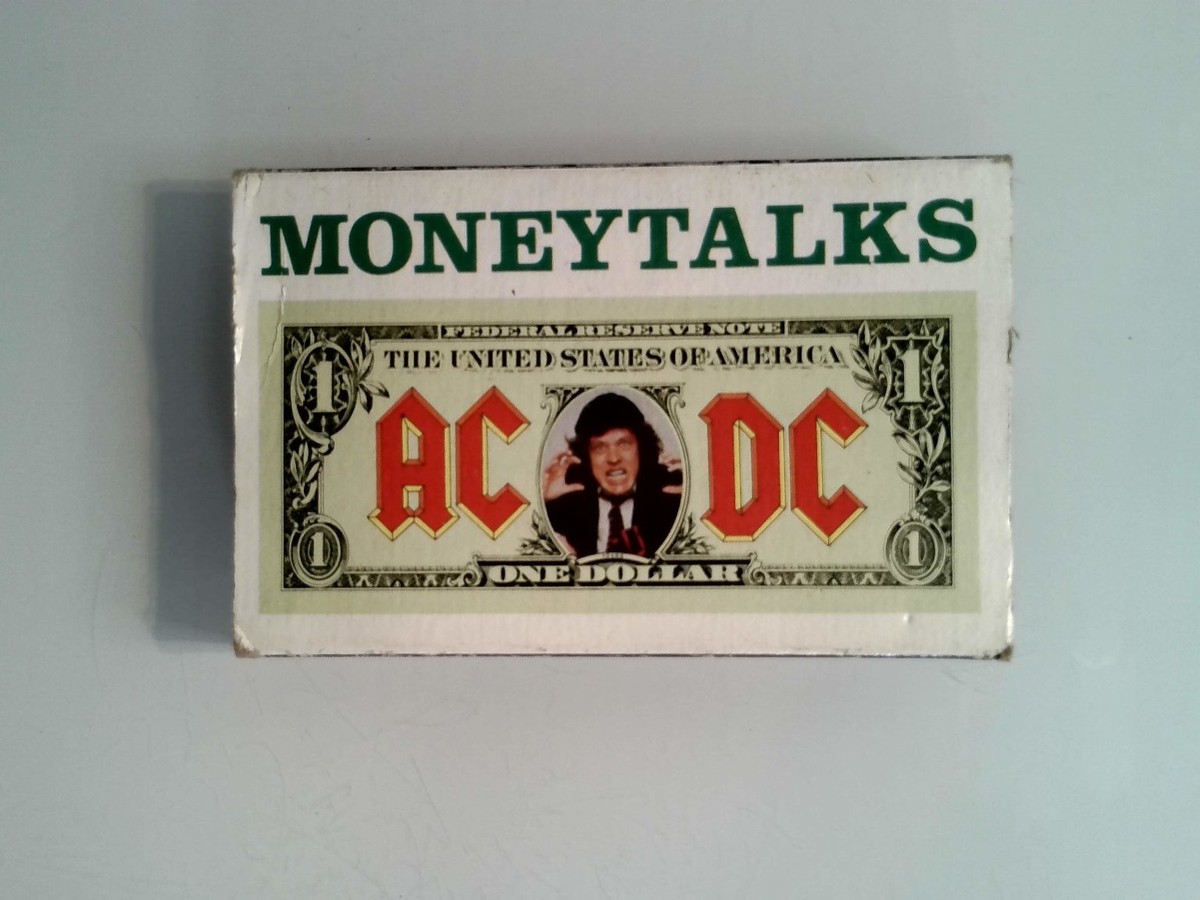 MONEYTALKS
FEDERAL RESERVE NOTE
THE UNITED STATES OF AMERICA
1 1
AC DC
1 1
ONE DOLLAR